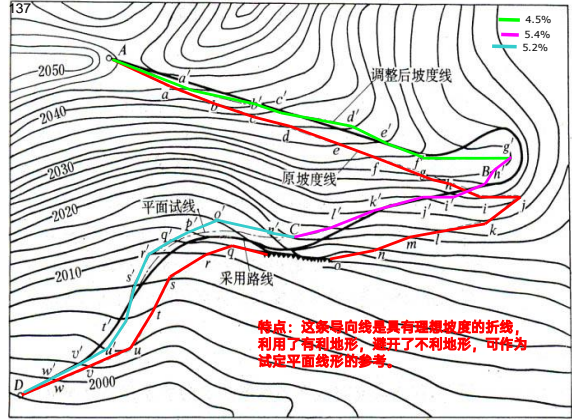 137
4.5%
5.4%
5.2%
A
2050
a'
调整后坡度线
a
b
b'
c'
c
2040
d
d'
e
e'
f
f'
g
g'
2030
原坡度线
B
h'
h
i
i'
j
j'
k'
l'
2020
平面试线
o'
p'
n'
C
k
l
m
n
o
q'
q
r'
r
采用路线
2010
s'
s
t'
t
特点：这条导向线是具有理想坡度的折线，
利用了有利地形，避开了不利地形，可作为
试定平面线形的参考。
u'
u
v'
v
w'
w
D
2000